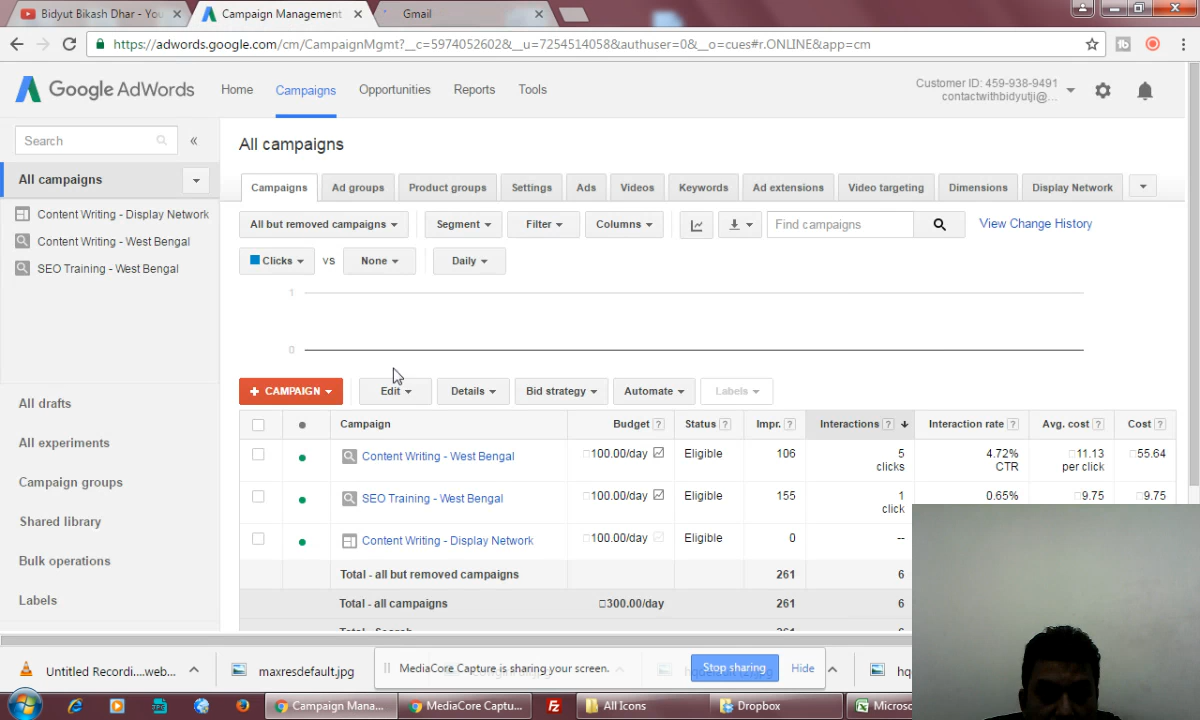 Bidyut Bikash Dhar - You
Campaign Management
Gmail
https://adwords.google.com/cm/CampaignMgmt?__c=5974052602&__u=7254514058&authuser=0&__o=cues#r.ONLINE&app=cm
Google AdWords Home Campaigns Opportunities Reports Tools
Customer ID: 459-938-9491
contactwithbidyutji@...
Search
All campaigns
All campaigns
Content Writing - Display Network
Content Writing - West Bengal
SEO Training - West Bengal
Campaigns Ad groups Product groups Settings Ads Videos Keywords Ad extensions Video targeting Dimensions Display Network
All but removed campaigns Segment Filter Columns Find campaigns View Change History
Clicks VS None Daily
1
0
+ CAMPAIGN Edit Details Bid strategy Automate Labels
Campaign Budget ? Status ? Impr. ? Interactions ? Interaction rate ? Avg. cost ? Cost ?
Content Writing - West Bengal 100.00/day Eligible 106 5 4.72% 11.13 55.64
clicks CTR per click
SEO Training - West Bengal 100.00/day Eligible 155 1 0.65% 9.75 9.75
click
Content Writing - Display Network 100.00/day Eligible 0 --
Total - all but removed campaigns 261 6
Total - all campaigns 300.00/day 261 6
Total - Search 261 6
All drafts
All experiments
Campaign groups
Shared library
Bulk operations
Labels
Untitled Recordi....web...
maxresdefault.jpg
MediaCore Capture is sharing your screen. Stop sharing Hide
Campaign Mana...
MediaCore Captu...
All Icons
Dropbox
Microso